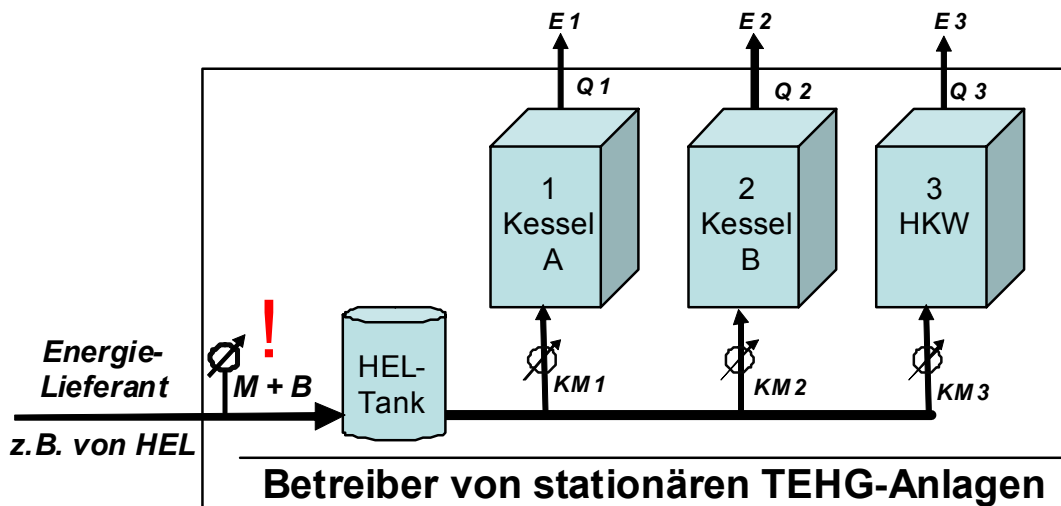 E 1
E 2
E 3
Q 1
Q 2
Q 3
1
Kessel
A
2
Kessel
B
3
HKW
!
Energie-
Lieferant
M + B
HEL-
Tank
KM 1
KM 2
KM 3
z.B. von HEL
Betreiber von stationären TEHG-Anlagen